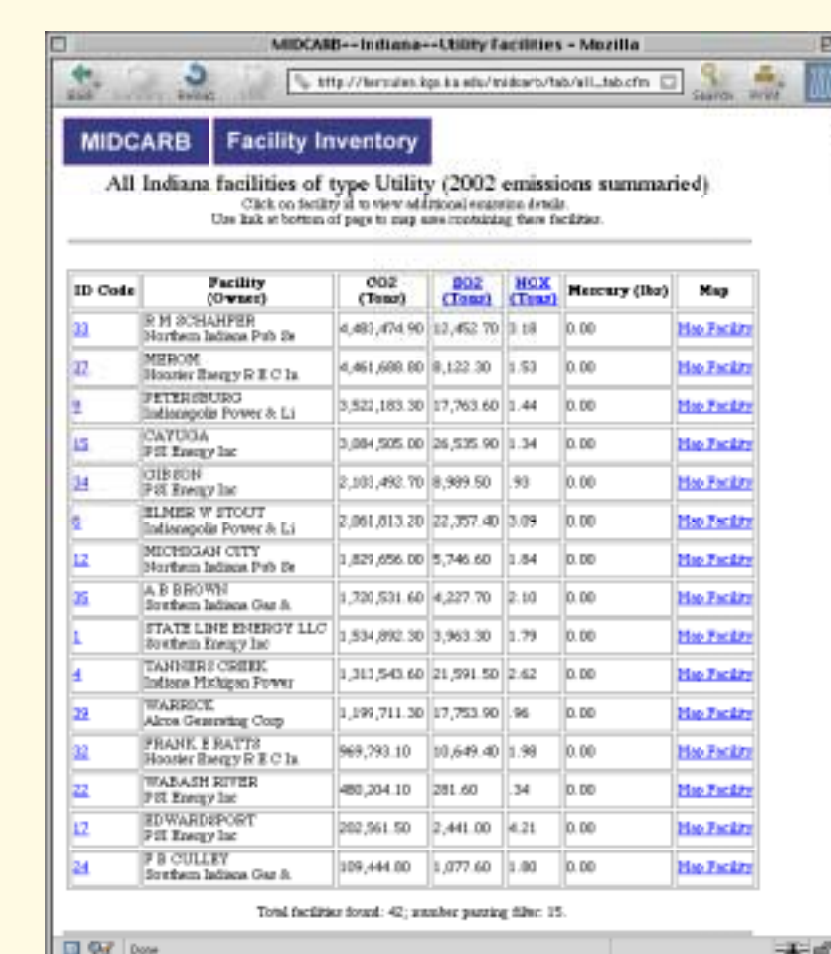 MIDCARB--Indiana--Utility Facilities - Mozilla
Back Reload
http://hercules.kgs.ku.edu/midcarb/fab/all_fab.cfm
Search Print
MIDCARB Facility Inventory
All Indiana facilities of type Utility (2002 emissions summaried)
Click on facility id to view additional emission details.
Use link at bottom of page to map area containing these facilities.
ID Code Facility (Owner) CO2 (Tons) SO2 (Tons) NOX (Tons) Mercury (lbs) Map
33 R M SCHAHFER 12,452.70 3.18 0.00 Map Facility
Northern Indiana Pub Se
37 MEROM 4,461,688.80 8,122.30 1.53 0.00 Map Facility
Hoosier Energy R E C In
PETERSBURG 3,522,183.30 17,763.60 1.44 0.00 Map Facility
Indianapolis Power & Li
15 CAYUGA 3,084,505.00 26,535.90 1.34 0.00 Map Facility
PSI Energy Inc
34 GIBSON 8,989.50 .93 0.00 Map Facility
PSI Energy Inc
6 ELMER W STOUT 2,061,813.20 22,357.40 3.09 0.00 Map Facility
Indianapolis Power & Li
12 MICHIGAN CITY 1,829,656.00 5,746.60 1.84 0.00 Map Facility
Northern Indiana Pub Se
35 A B BROWN 1,720,531.60 4,227.70 2.10 0.00 Map Facility
Southern Indiana Gas &
1 STATE LINE ENERGY LLC 1,534,892.30 3,963.30 1.79 0.00 Map Facility
Southern Energy Inc
4 TANNERS CREEK 1,313,543.60 21,591.50 2.62 0.00 Map Facility
Indiana Michigan Power
39 WARRICK 1,199,711.30 17,753.90 .96 0.00 Map Facility
Alcoa Generating Corp
32 FRANK E RATTS 969,793.10 10,649.40 1.98 0.00 Map Facility
Hoosier Energy R E C In
22 WABASH RIVER 480,204.10 281.60 .34 0.00 Map Facility
PSI Energy Inc
17 EDWARDSPORT 202,561.50 2,441.00 4.21 0.00 Map Facility
PSI Energy Inc
24 F B CULLEY 109,444.80 1,077.60 1.80 0.00 Map Facility
Southern Indiana Gas &
Total facilities found: 42; number passing filter: 15.
Done